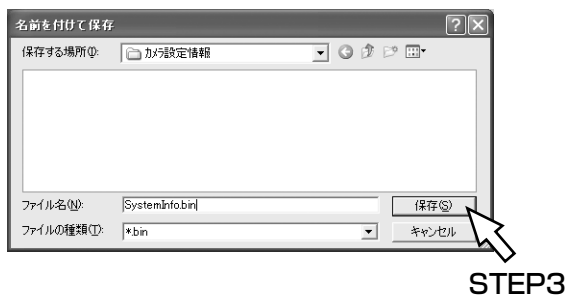 名前を付けて保存
保存する場所(I): カメラ設定情報
ファイル名(N): SystemInfo.bin 保存(S)
ファイルの種類(T): *.bin キャンセル
STEP3